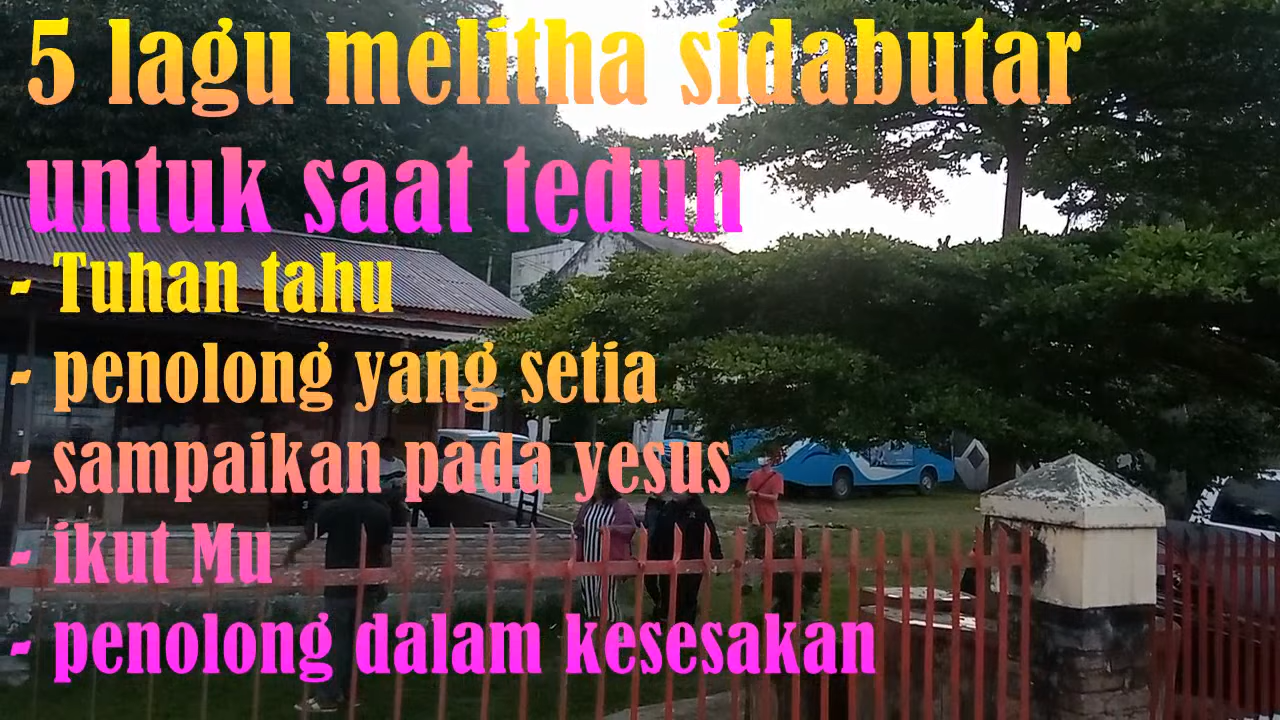 5 lagu melitha sidabutar
untuk saat teduh
- Tuhan tahu
- penolong yang setia
- sampaikan pada yesus
- ikut Mu
- penolong dalam kesesakan